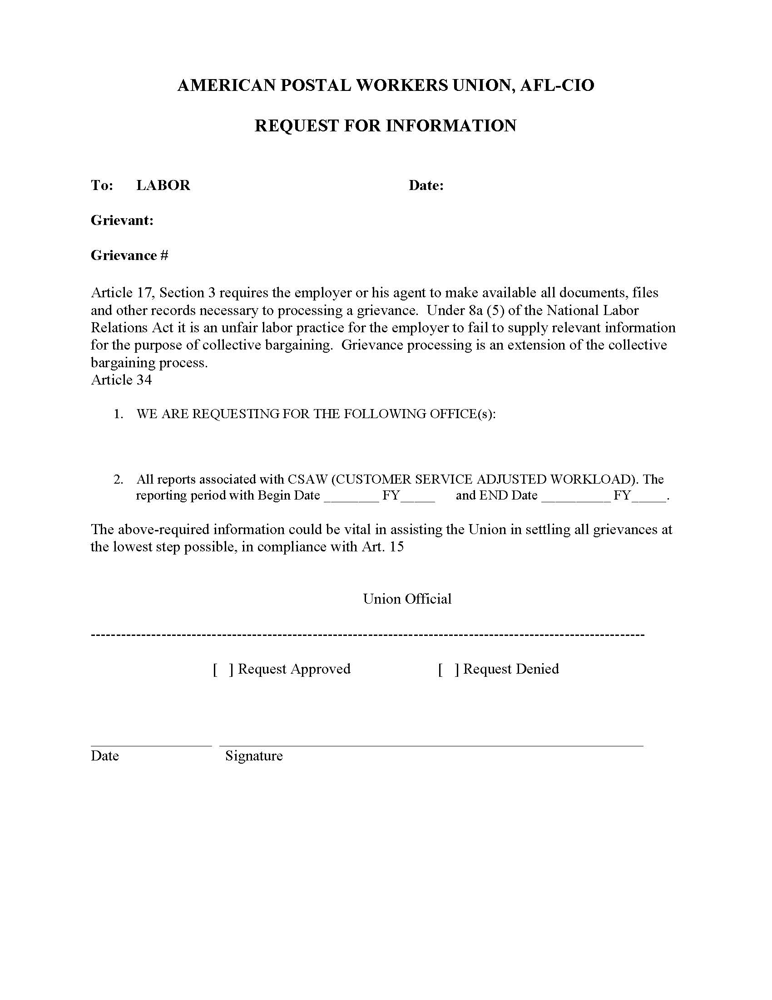 AMERICAN POSTAL WORKERS UNION, AFL-CIO
REQUEST FOR INFORMATION
To: LABOR Date:
Grievant:
Grievance #
Article 17, Section 3 requires the employer or his agent to make available all documents, files
and other records necessary to processing a grievance.  Under 8a (5) of the National Labor
Relations Act it is an unfair labor practice for the employer to fail to supply relevant information
for the purpose of collective bargaining.  Grievance processing is an extension of the collective
bargaining process.
Article 34
1. WE ARE REQUESTING FOR THE FOLLOWING OFFICE(s):
2. All reports associated with CSAW (CUSTOMER SERVICE ADJUSTED WORKLOAD). The
reporting period with Begin Date ________ FY_____ and END Date __________ FY_____.
The above-required information could be vital in assisting the Union in settling all grievances at
the lowest step possible, in compliance with Art. 15
Union Official
--------------------------------------------------------------------------------------------------------------
[ ] Request Approved [ ] Request Denied
________________ ________________________________________________________
Date Signature